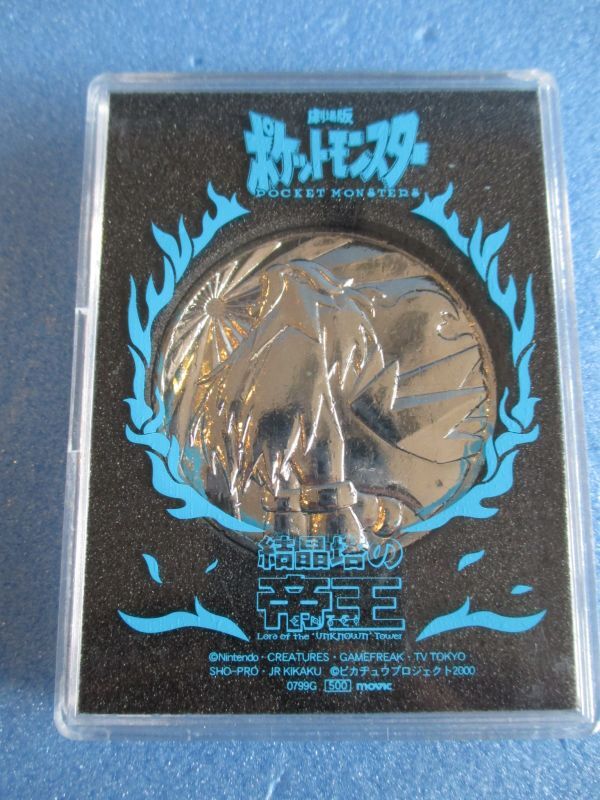 劇場版
ポケットモンスター
POCKET MONSTERS
結晶塔の
帝王
ENTEI
Lord of the "UNKNOWN" Tower
©Nintendo・CREATURES・GAMEFREAK・TV TOKYO・
SHO-PRO・JR KIKAKU ©ピカチュウプロジェクト2000
0799G 500 movic